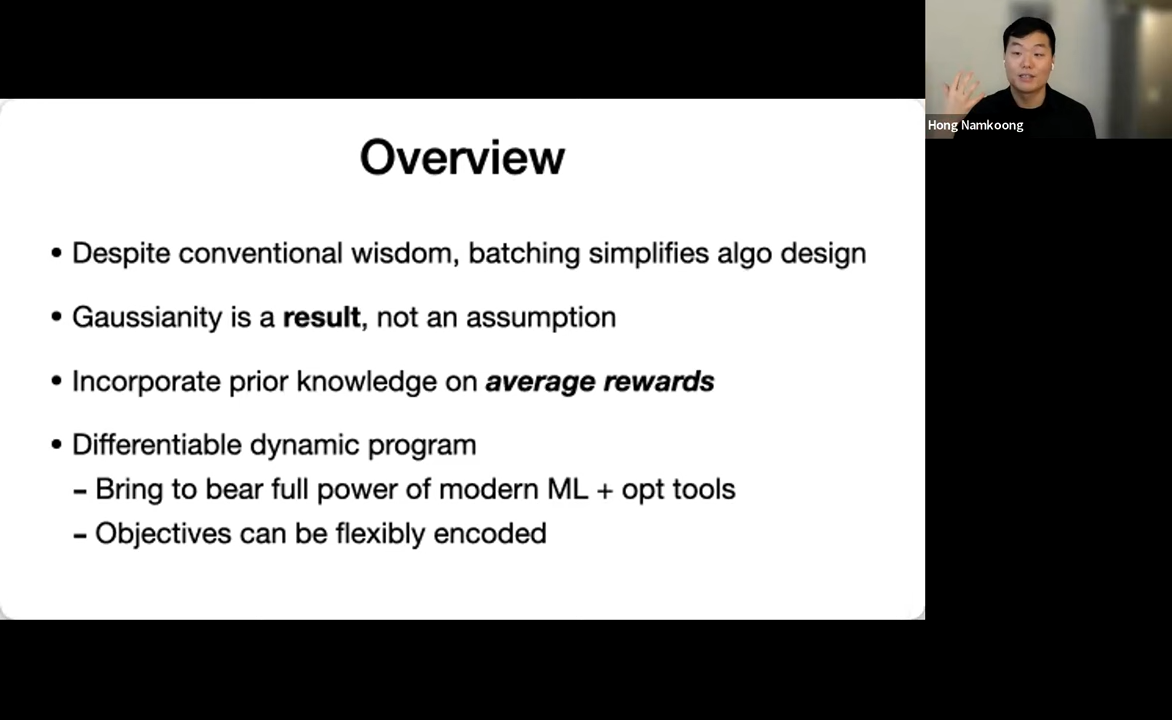 Hong Namkoong
Overview
• Despite conventional wisdom, batching simplifies algo design
• Gaussianity is a result, not an assumption
• Incorporate prior knowledge on average rewards
• Differentiable dynamic program
– Bring to bear full power of modern ML + opt tools
– Objectives can be flexibly encoded